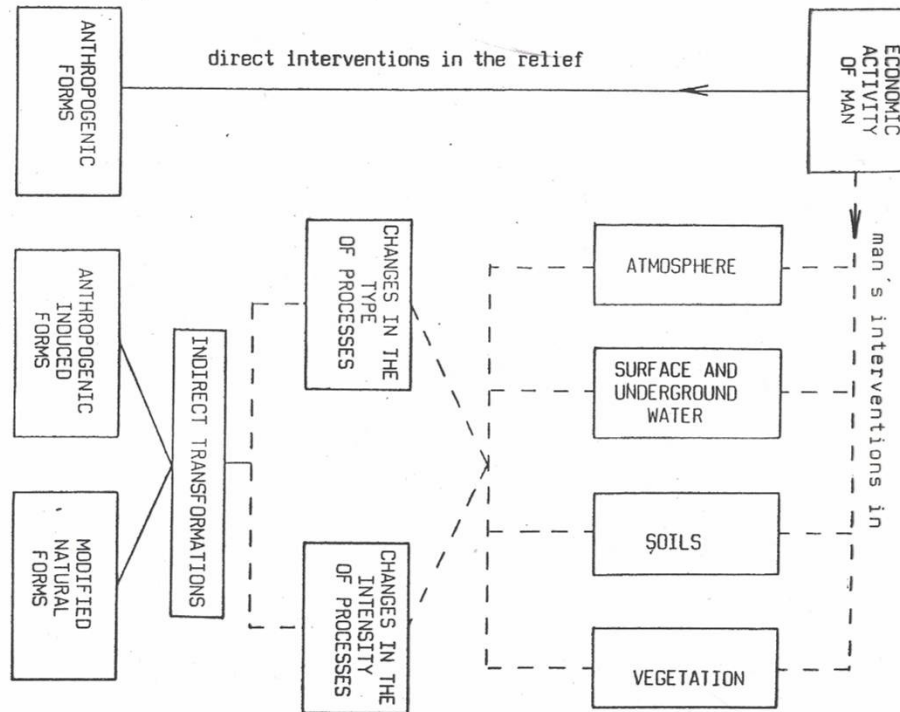 ECONOMIC
ACTIVITY
OF MAN
direct interventions in the relief
ANTHROPOGENIC
FORMS
man's interventions in
ATMOSPHERE
SURFACE AND
UNDERGROUND
WATER
SOILS
VEGETATION
CHANGES IN THE
TYPE
OF PROCESSES
CHANGES IN THE
INTENSITY
OF PROCESSES
INDIRECT TRANSFORMATIONS
ANTHROPOGENIC
INDUCED
FORMS
MODIFIED
NATURAL
FORMS